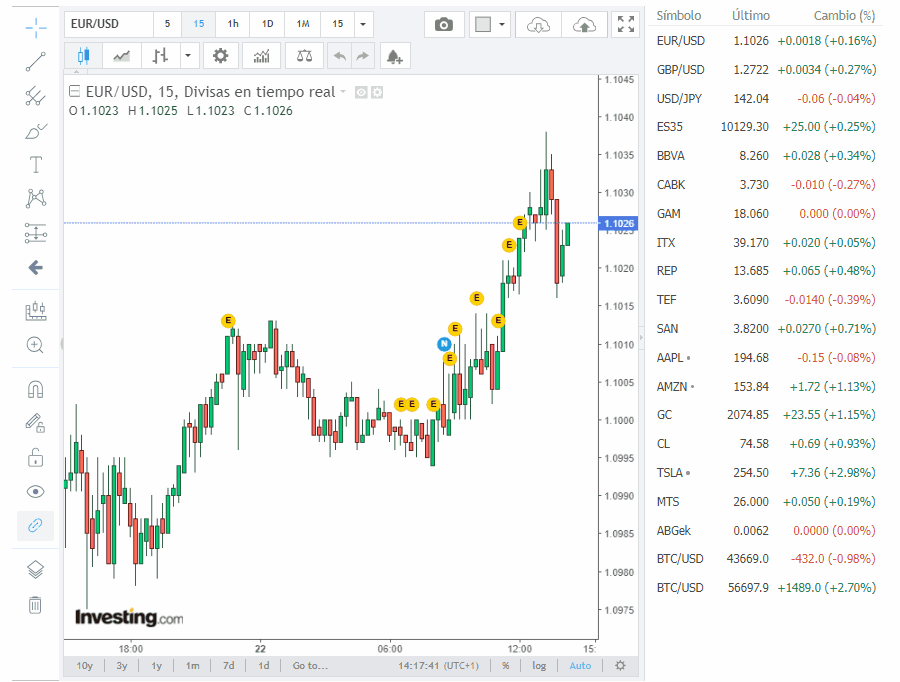 EUR/USD 5 15 1h 1D 1M 15
EUR/USD, 15, Divisas en tiempo real
O1.1023 H1.1025 L1.1023 C1.1026
1.1045
1.1040
1.1035
1.1030
1.1026
1.1025
1.1020
1.1015
1.1010
1.1005
1.1000
1.0995
1.0990
1.0985
1.0980
1.0975
E
E
E
E
E
E
N
E
E
E
E
Investing.com
18:00 22 06:00 12:00 15:
10y 3y 1y 1m 7d 1d Go to... 14:17:41 (UTC+1) % log Auto
Símbolo Último Cambio (%)
EUR/USD 1.1026 +0.0018 (+0.16%)
GBP/USD 1.2722 +0.0034 (+0.27%)
USD/JPY 142.04 -0.06 (-0.04%)
ES35 10129.30 +25.00 (+0.25%)
BBVA 8.260 +0.028 (+0.34%)
CABK 3.730 -0.010 (-0.27%)
GAM 18.060 0.000 (0.00%)
ITX 39.170 +0.020 (+0.05%)
REP 13.685 +0.065 (+0.48%)
TEF 3.6090 -0.0140 (-0.39%)
SAN 3.8200 +0.0270 (+0.71%)
AAPL 194.68 -0.15 (-0.08%)
AMZN 153.84 +1.72 (+1.13%)
GC 2074.85 +23.55 (+1.15%)
CL 74.58 +0.69 (+0.93%)
TSLA 254.50 +7.36 (+2.98%)
MTS 26.000 +0.050 (+0.19%)
ABGek 0.0062 0.0000 (0.00%)
BTC/USD 43669.0 -432.0 (-0.98%)
BTC/USD 56697.9 +1489.0 (+2.70%)